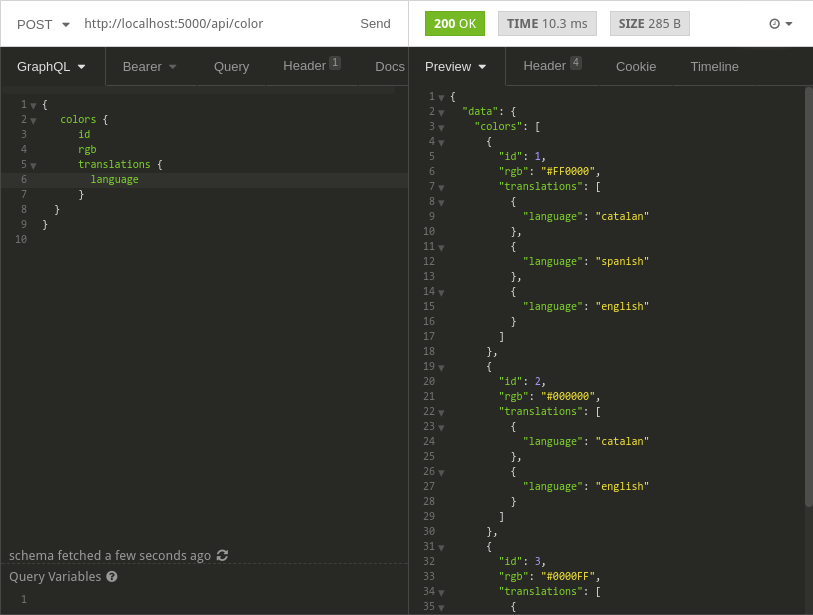 POST http://localhost:5000/api/color Send 200 OK TIME 10.3 ms SIZE 285 B
GraphQL Bearer Query Header 1 Docs Preview Header 4 Cookie Timeline
1 {
2 colors {
3 id
4 rgb
5 translations {
6 language
7 }
8 }
9 }
10
schema fetched a few seconds ago
Query Variables
1
1 {
2 "data": {
3 "colors": [
4 {
5 "id": 1,
6 "rgb": "#FF0000",
7 "translations": [
8 {
9 "language": "catalan"
10 },
11 {
12 "language": "spanish"
13 },
14 {
15 "language": "english"
16 }
17 ]
18 },
19 {
20 "id": 2,
21 "rgb": "#000000",
22 "translations": [
23 {
24 "language": "catalan"
25 },
26 {
27 "language": "english"
28 }
29 ]
30 },
31 {
32 "id": 3,
33 "rgb": "#0000FF",
34 "translations": [
35 {